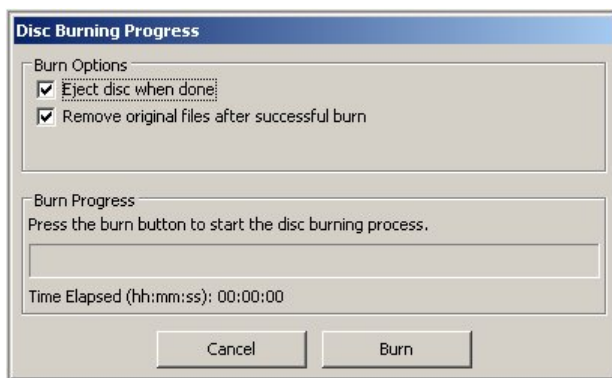 Disc Burning Progress
Burn Options
Eject disc when done
Remove original files after successful burn
Burn Progress
Press the burn button to start the disc burning process.
Time Elapsed (hh:mm:ss): 00:00:00
Cancel
Burn